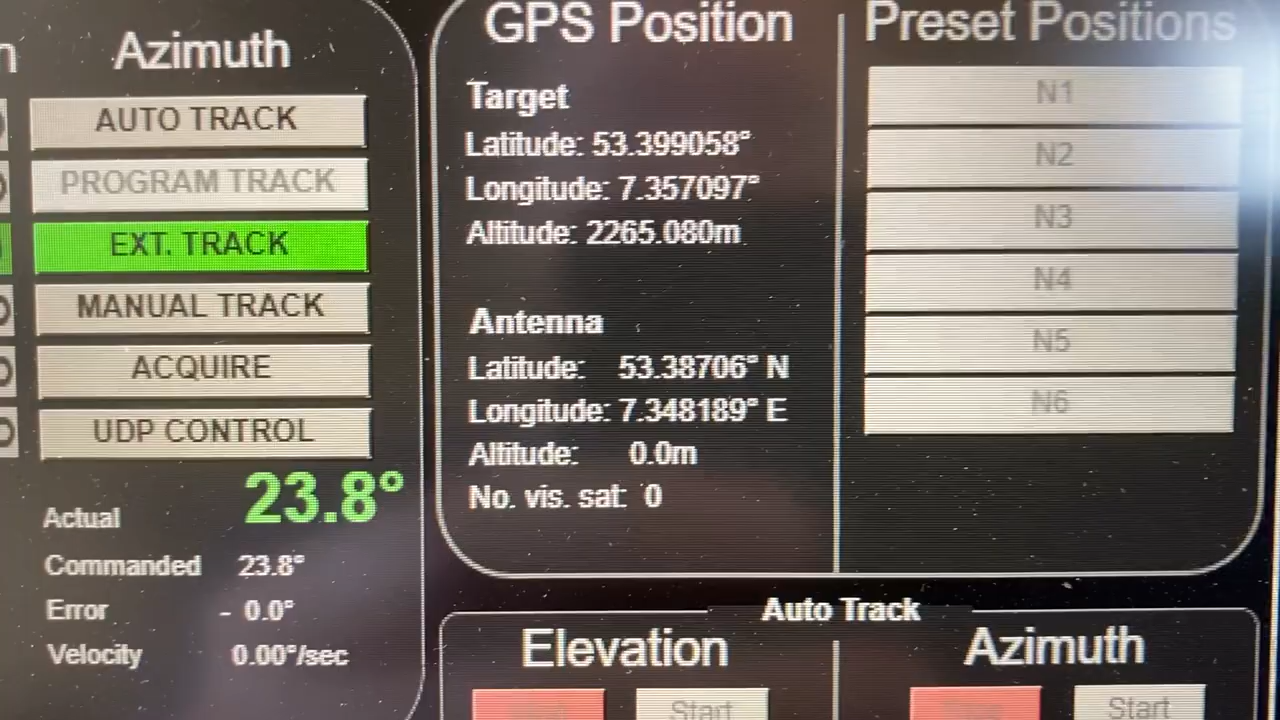 Azimuth
AUTO TRACK
PROGRAM TRACK
EXT. TRACK
MANUAL TRACK
ACQUIRE
UDP CONTROL
Actual 23.8°
Commanded 23.8°
Error - 0.0°
Velocity 0.00°/sec
GPS Position
Target
Latitude: 53.399058°
Longitude: 7.357097°
Altitude: 2265.080m
Antenna
Latitude: 53.38706° N
Longitude: 7.348189° E
Altitude: 0.0m
No. vis. sat: 0
Preset Positions
N1
N2
N3
N4
N5
N6
Auto Track
Elevation
Start
Azimuth
Start